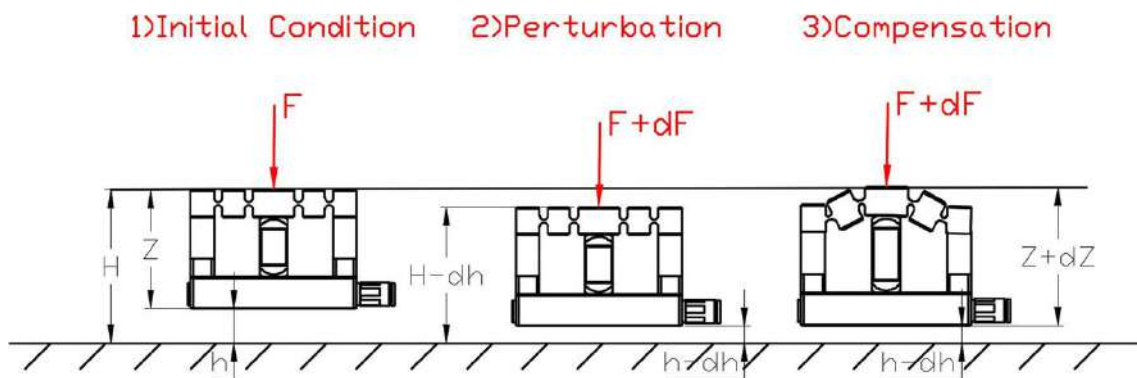 1)Initial Condition
2)Perturbation
3)Compensation
F
F+dF
F+dF
H
Z
H-dh
Z+dZ
h
h-dh
h-dh